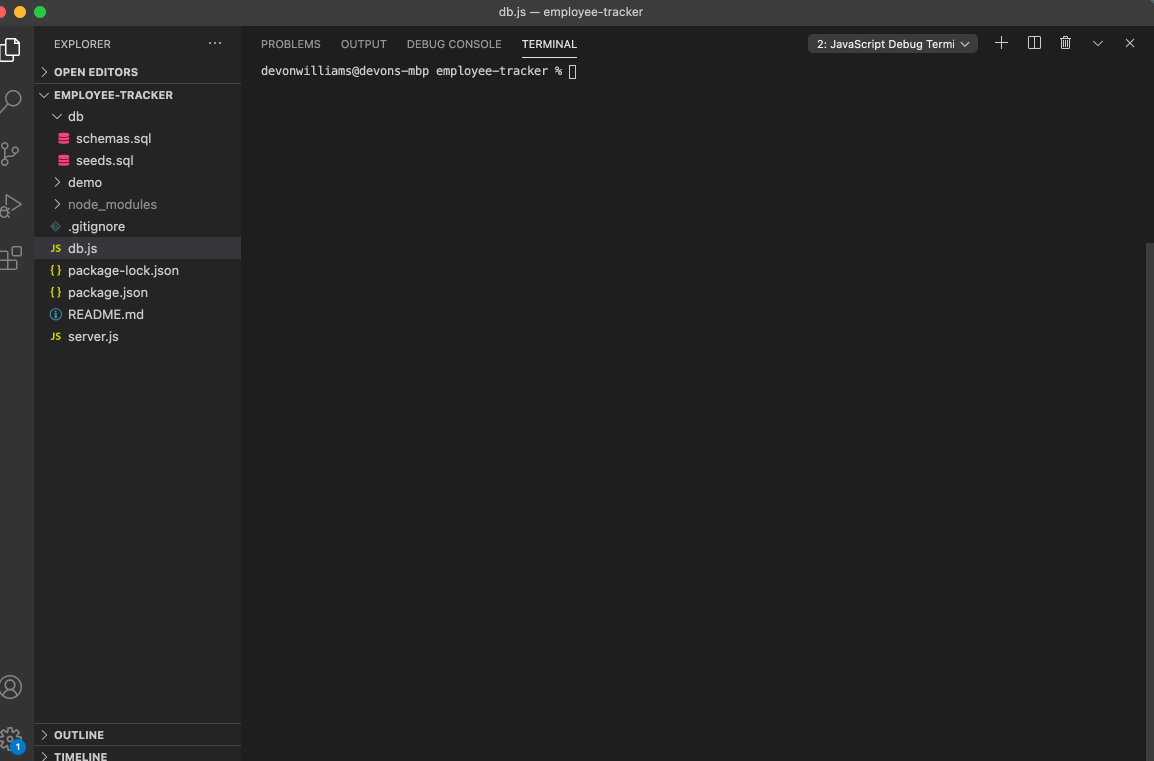 db.js — employee-tracker
EXPLORER
OPEN EDITORS
EMPLOYEE-TRACKER
db
schemas.sql
seeds.sql
demo
node_modules
.gitignore
JS db.js
{} package-lock.json
{} package.json
README.md
JS server.js
OUTLINE
TIMELINE
1
PROBLEMS OUTPUT DEBUG CONSOLE TERMINAL
2: JavaScript Debug Termi
devonwilliams@devons-mbp employee-tracker %